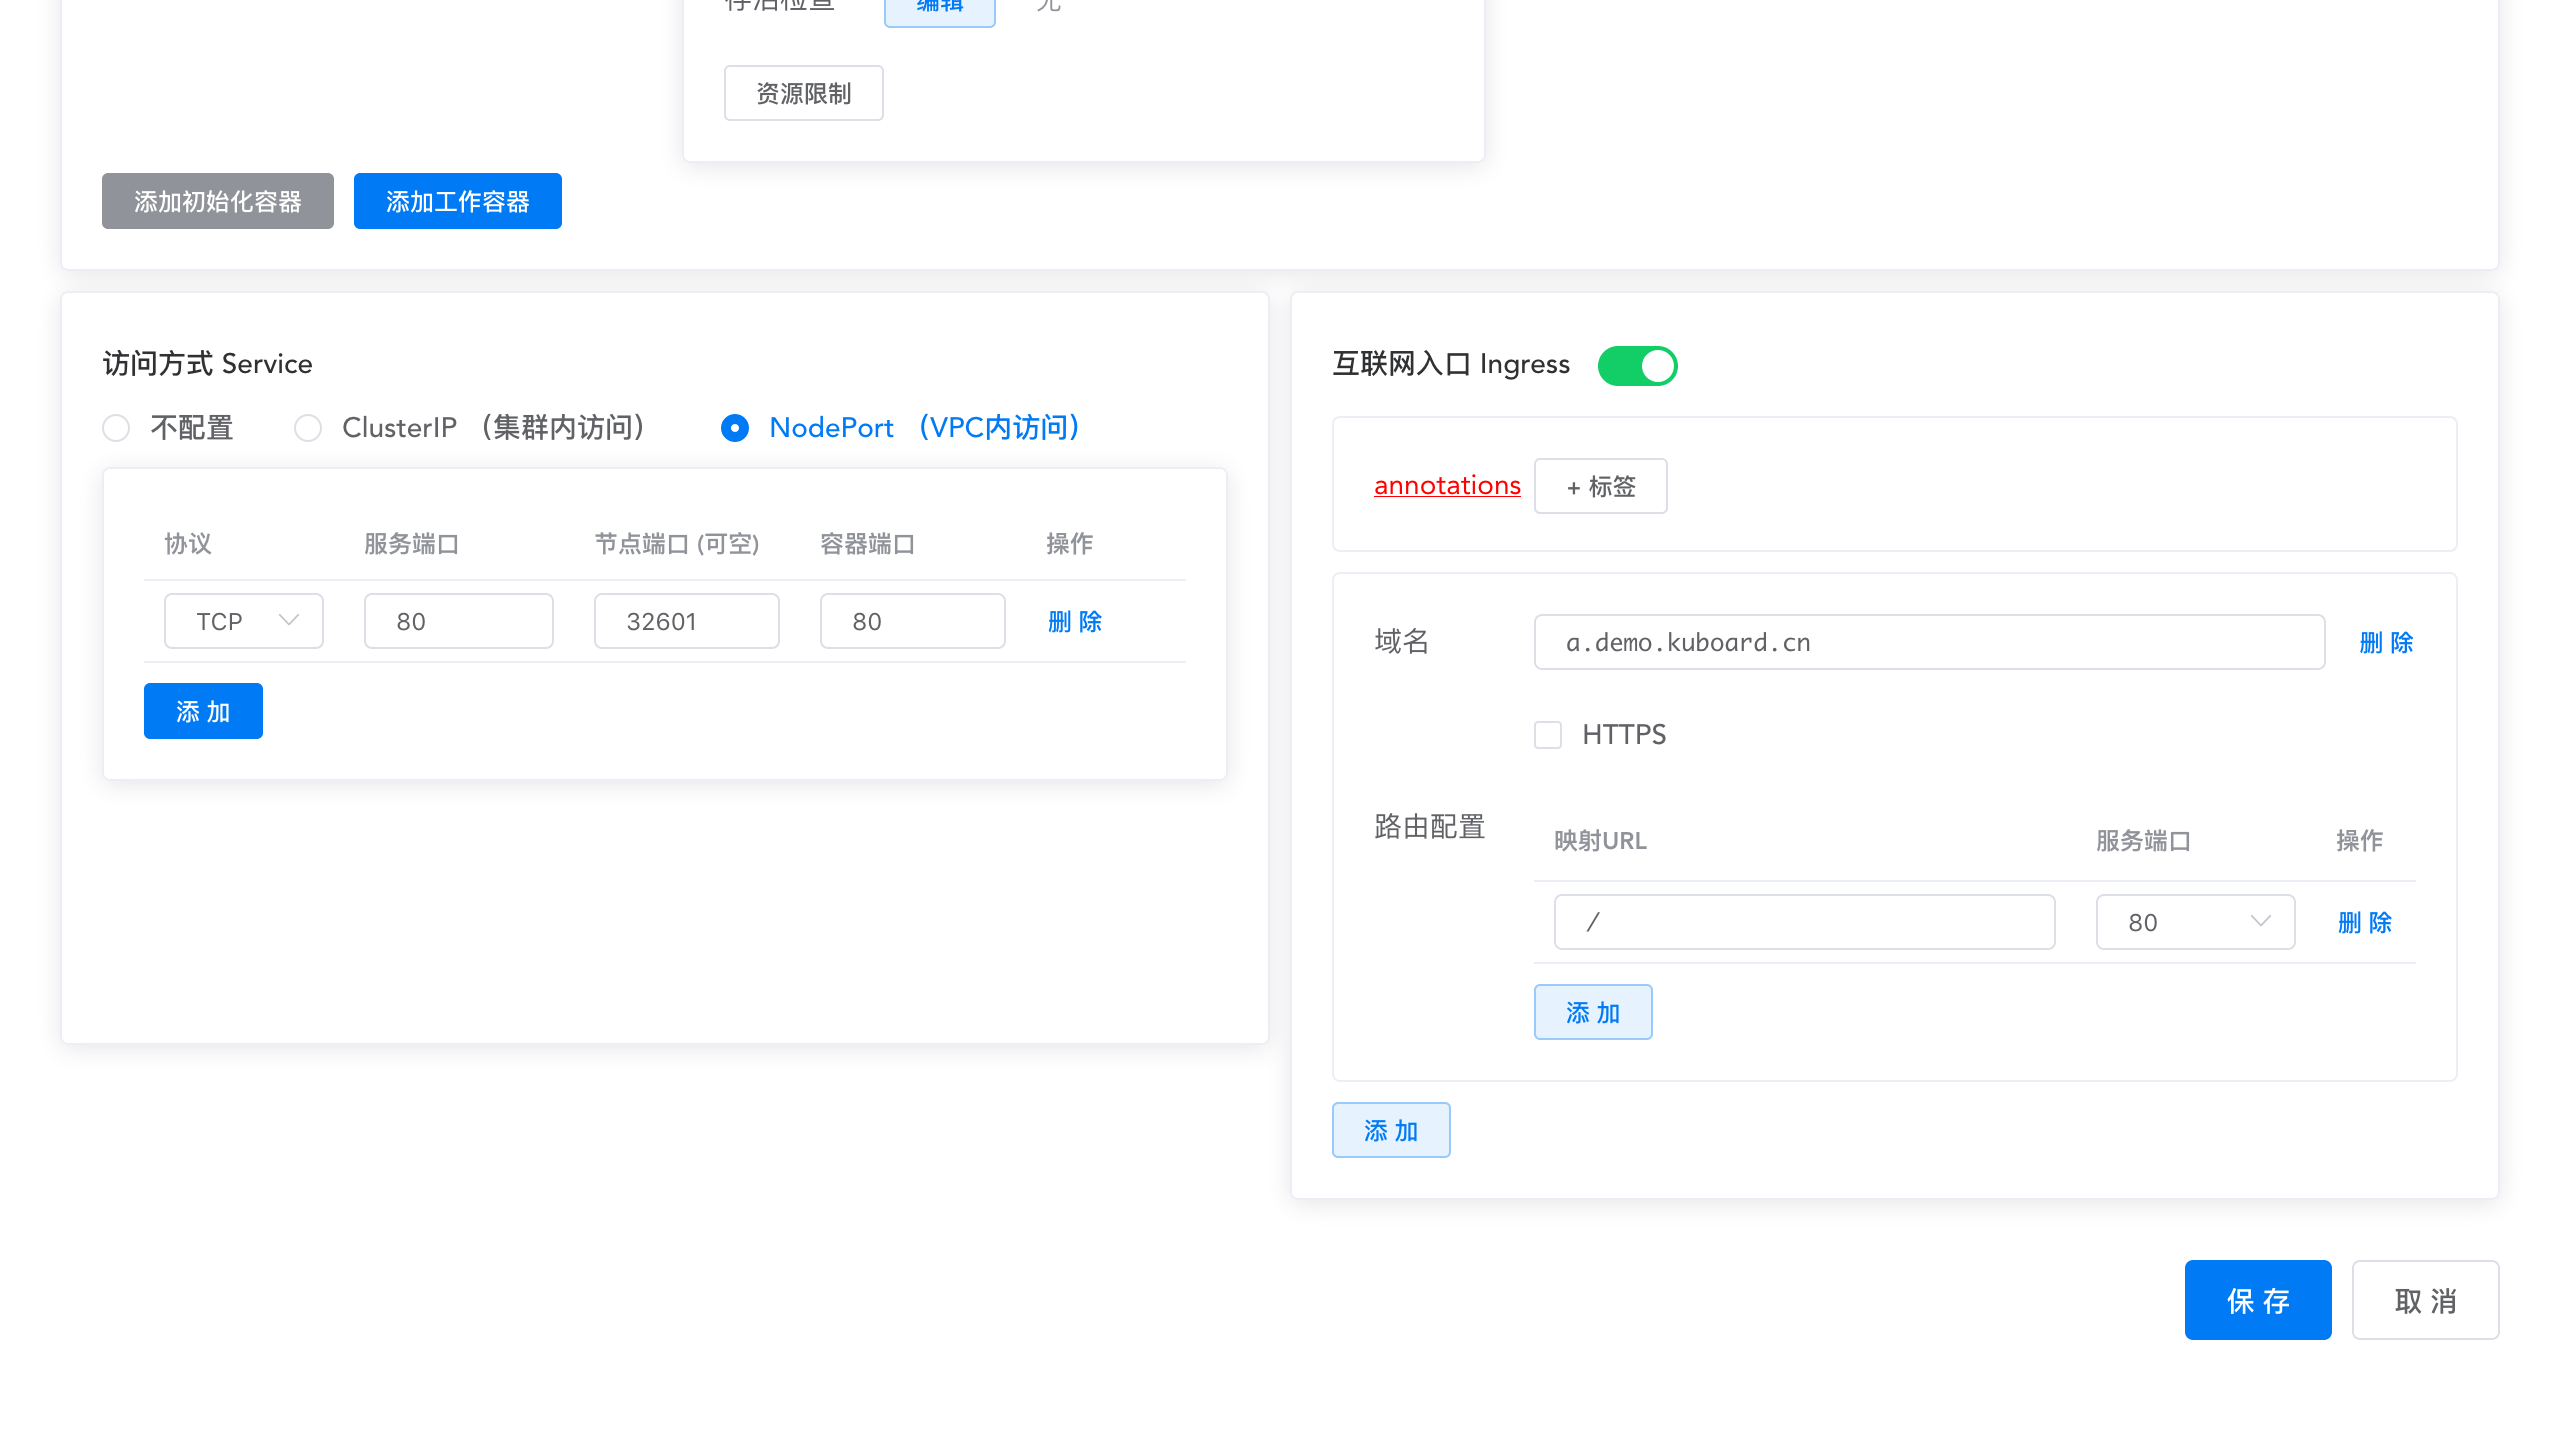 存活检查 编辑 无
资源限制
添加初始化容器 添加工作容器
访问方式 Service
不配置 ClusterIP （集群内访问） NodePort （VPC内访问）
协议 服务端口 节点端口 (可空) 容器端口 操作
TCP 80 32601 80 删 除
添 加
互联网入口 Ingress
annotations + 标签
域名 a.demo.kuboard.cn 删 除
HTTPS
路由配置 映射URL 服务端口 操作
/ 80 删 除
添 加
添 加
保 存 取 消